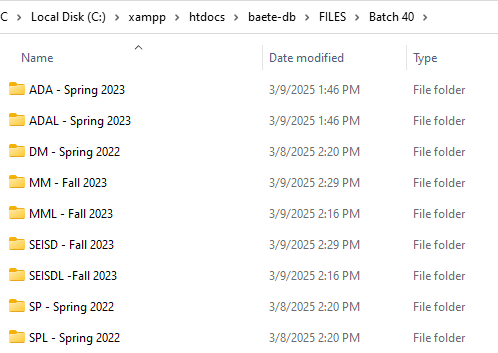 C > Local Disk (C:) > xampp > htdocs > baete-db > FILES > Batch 40 >
Name Date modified Type
ADA - Spring 2023 3/9/2025 1:46 PM File folder
ADAL - Spring 2023 3/9/2025 1:46 PM File folder
DM - Spring 2022 3/8/2025 2:20 PM File folder
MM - Fall 2023 3/9/2025 2:29 PM File folder
MML - Fall 2023 3/9/2025 2:16 PM File folder
SEISD - Fall 2023 3/9/2025 2:29 PM File folder
SEISDL -Fall 2023 3/9/2025 2:16 PM File folder
SP - Spring 2022 3/8/2025 2:20 PM File folder
SPL - Spring 2022 3/8/2025 2:20 PM File folder